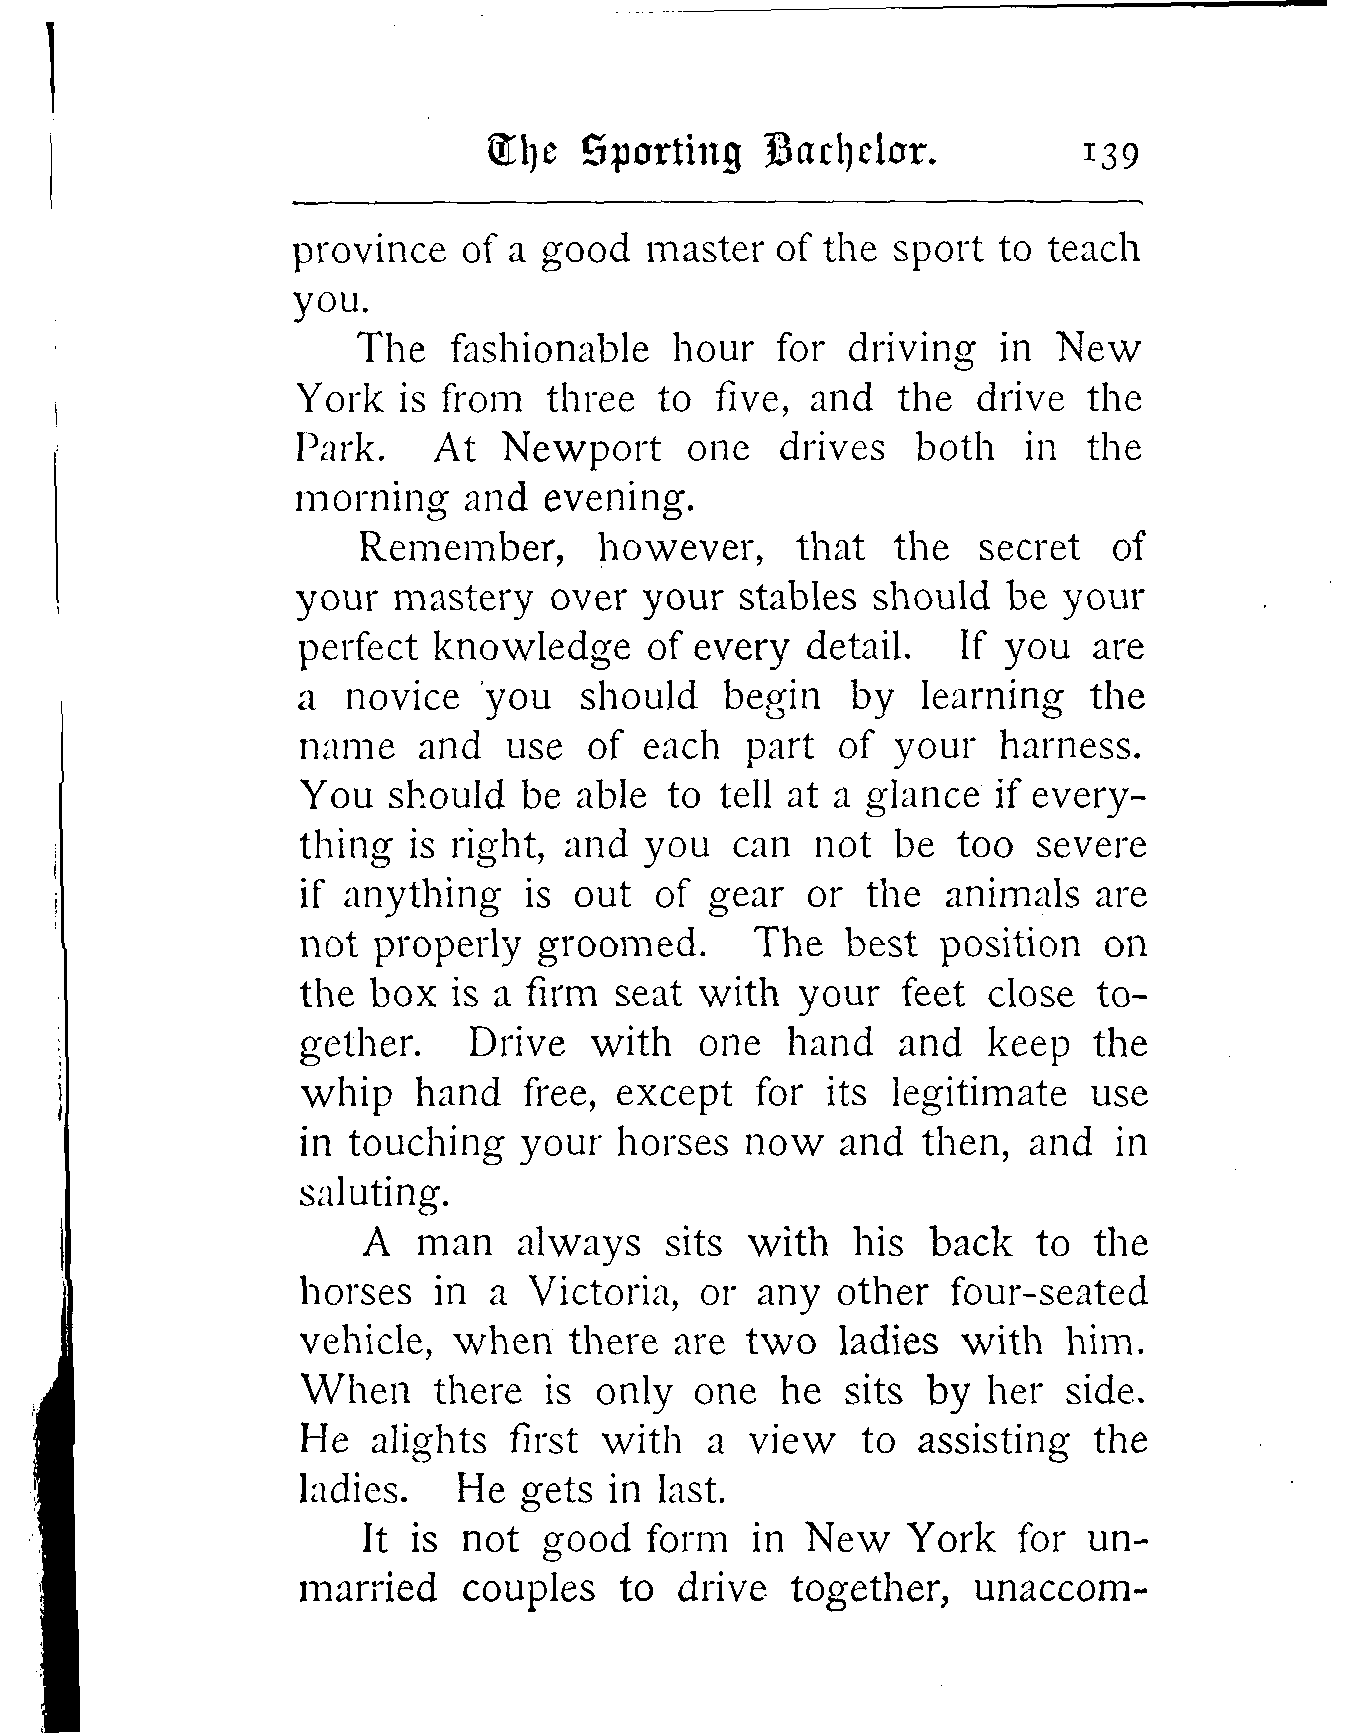 The Sporting Bachelor. 139
province of a good master of the sport to teach
you.
The fashionable hour for driving in New
York is from three to five, and the drive the
Park. At Newport one drives both in the
morning and evening.
Remember, however, that the secret of
your mastery over your stables should be your
perfect knowledge of every detail. If you are
a novice you should begin by learning the
name and use of each part of your harness.
You should be able to tell at a glance if every-
thing is right, and you can not be too severe
if anything is out of gear or the animals are
not properly groomed. The best position on
the box is a firm seat with your feet close to-
gether. Drive with one hand and keep the
whip hand free, except for its legitimate use
in touching your horses now and then, and in
saluting.
A man always sits with his back to the
horses in a Victoria, or any other four-seated
vehicle, when there are two ladies with him.
When there is only one he sits by her side.
He alights first with a view to assisting the
ladies. He gets in last.
It is not good form in New York for un-
married couples to drive together, unaccom-